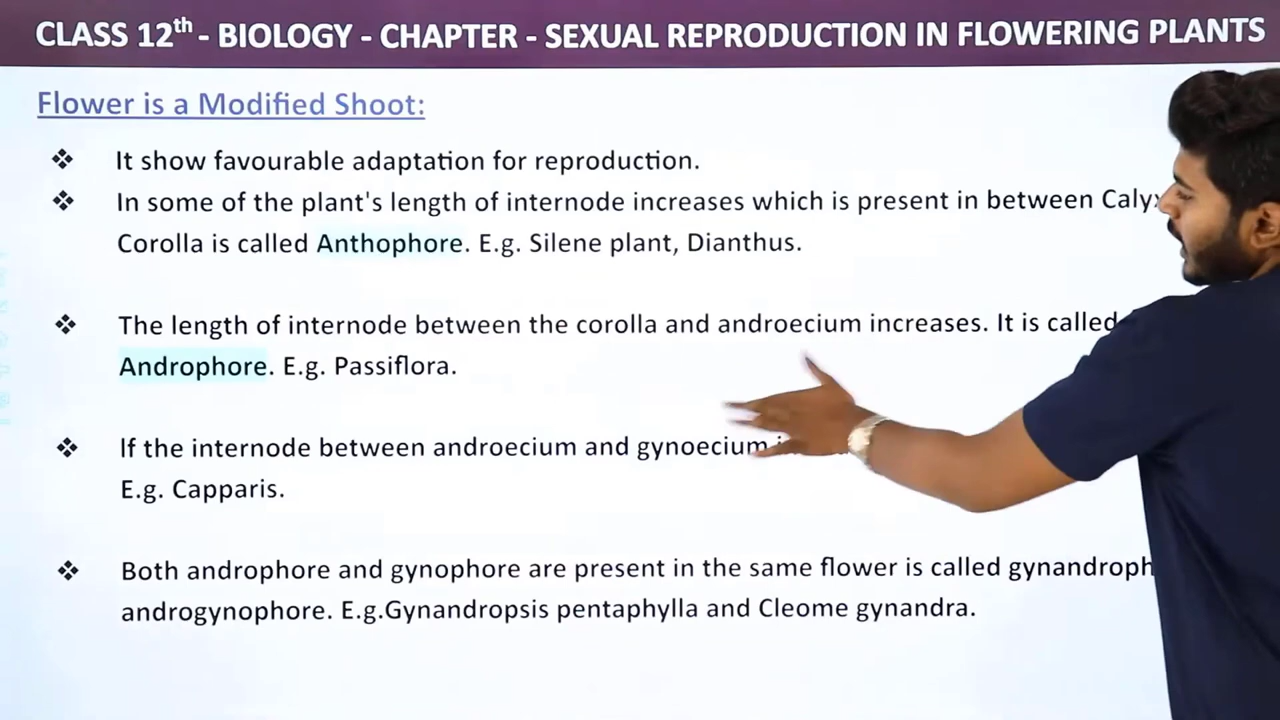 CLASS 12th - BIOLOGY - CHAPTER - SEXUAL REPRODUCTION IN FLOWERING PLANTS
Flower is a Modified Shoot:
❖ It show favourable adaptation for reproduction.
❖ In some of the plant's length of internode increases which is present in between Caly
Corolla is called Anthophore. E.g. Silene plant, Dianthus.
❖ The length of internode between the corolla and androecium increases. It is called
Androphore. E.g. Passiflora.
❖ If the internode between androecium and gynoecium
E.g. Capparis.
❖ Both androphore and gynophore are present in the same flower is called gynandroph
androgynophore. E.g.Gynandropsis pentaphylla and Cleome gynandra.